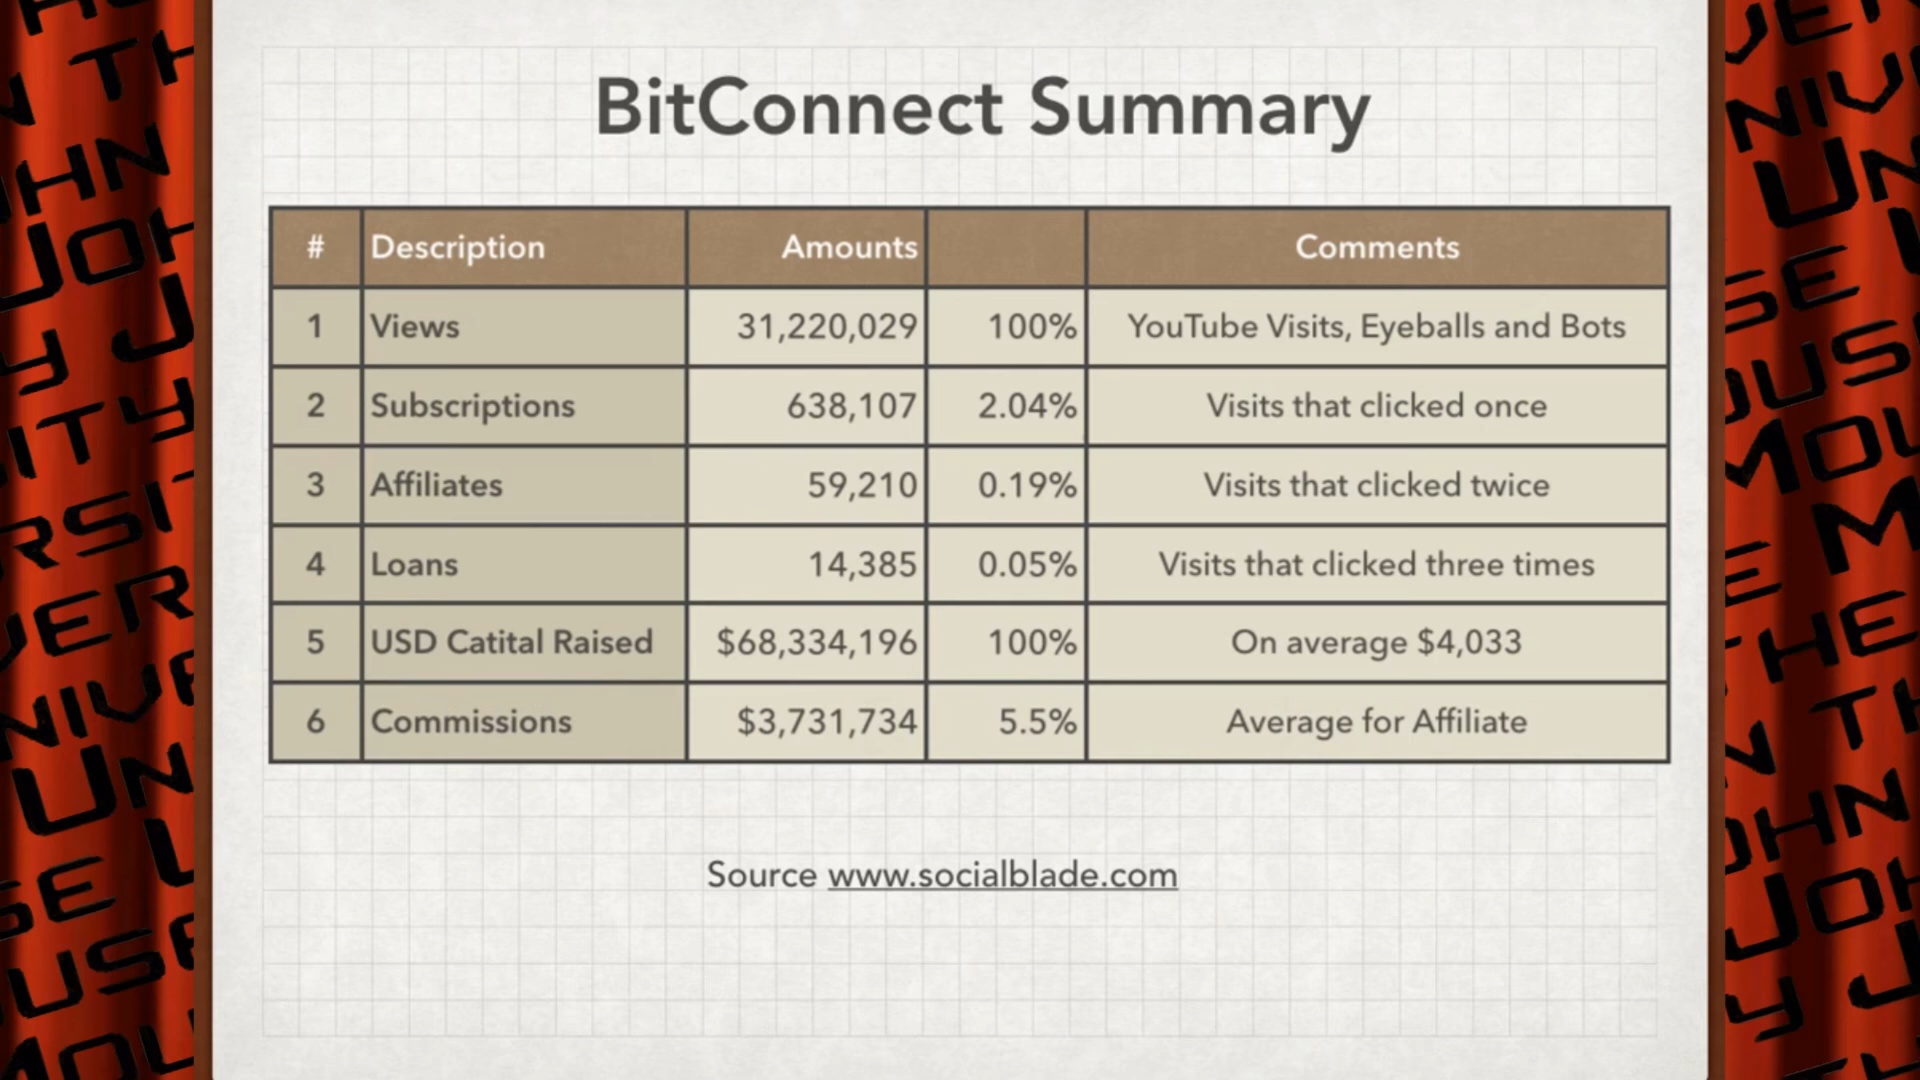 BitConnect Summary
# Description Amounts Comments
1 Views 31,220,029 100% YouTube Visits, Eyeballs and Bots
2 Subscriptions 638,107 2.04% Visits that clicked once
3 Affiliates 59,210 0.19% Visits that clicked twice
4 Loans 14,385 0.05% Visits that clicked three times
5 USD Catital Raised $68,334,196 100% On average $4,033
6 Commissions $3,731,734 5.5% Average for Affiliate
Source www.socialblade.com